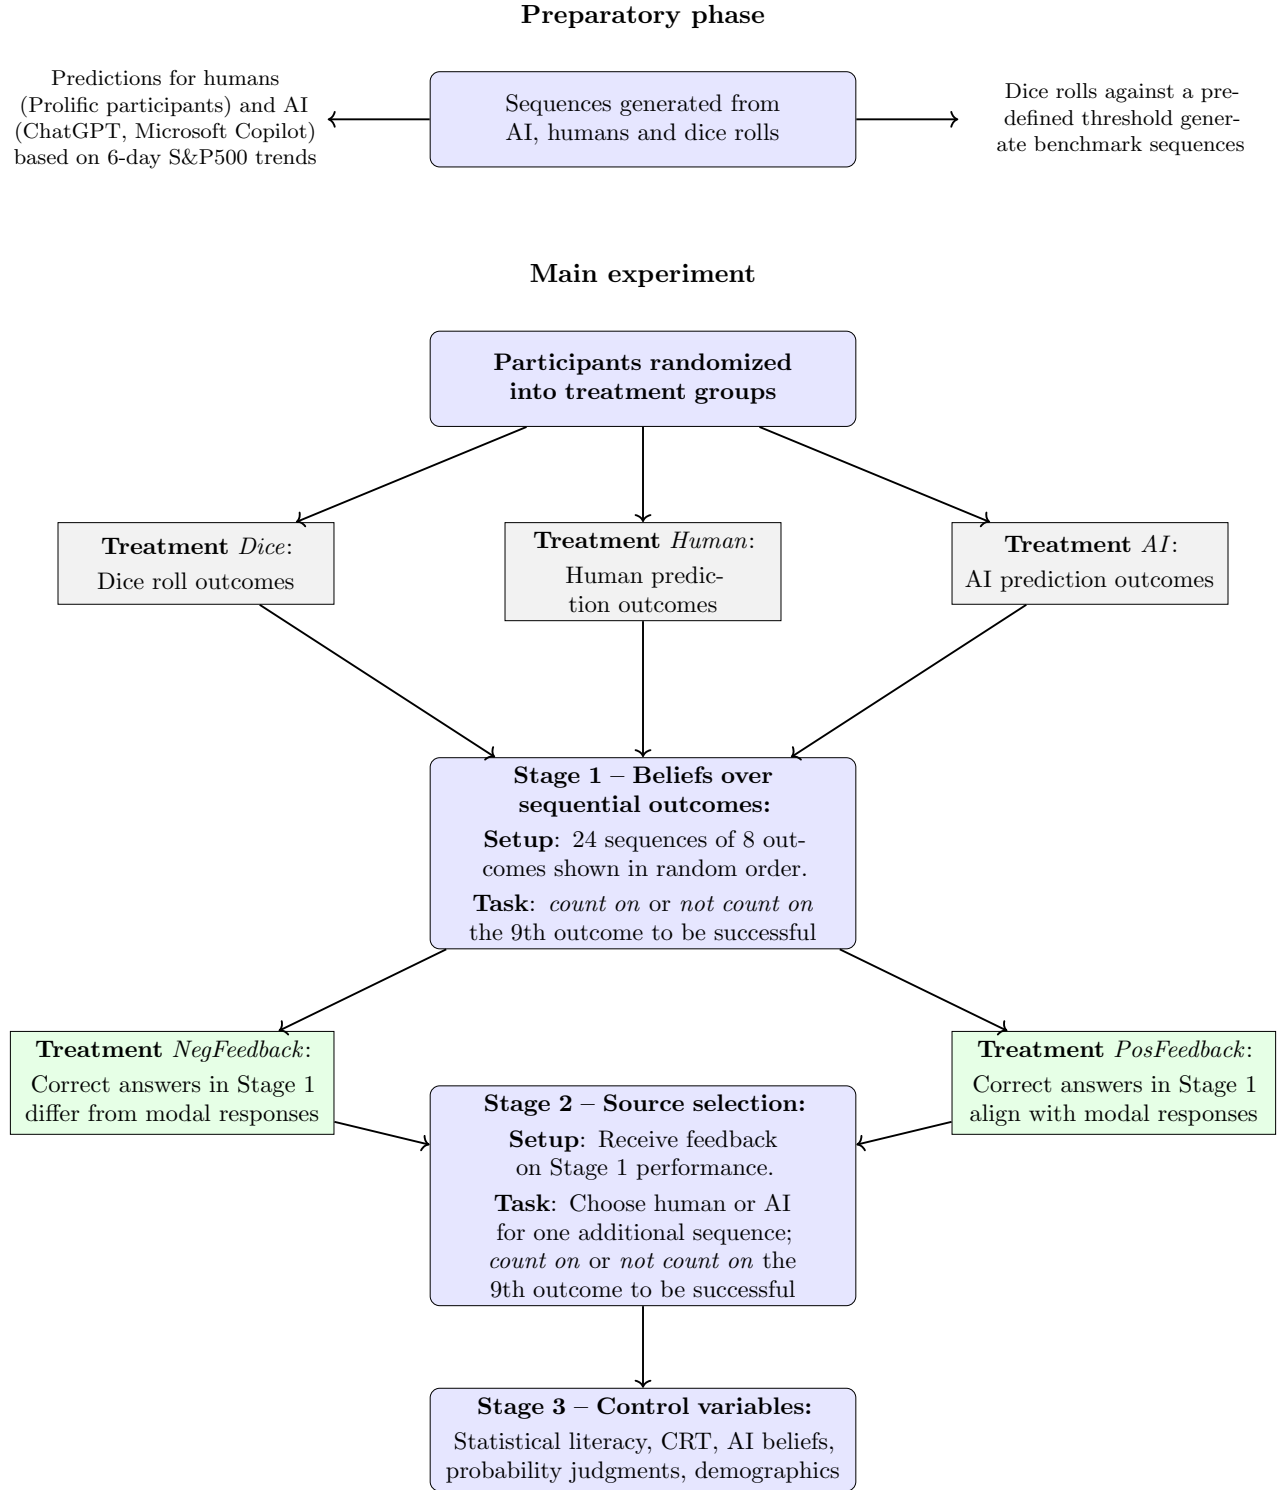 Preparatory phase
Predictions for humans
(Prolific participants) and AI
(ChatGPT, Microsoft Copilot)
based on 6-day S&P500 trends
Sequences generated from
AI, humans and dice rolls
Dice rolls against a pre-
defined threshold gener-
ate benchmark sequences
Main experiment
Participants randomized
into treatment groups
Treatment Dice:
Dice roll outcomes
Treatment Human:
Human predic-
tion outcomes
Treatment AI:
AI prediction outcomes
Stage 1 – Beliefs over
sequential outcomes:
Setup: 24 sequences of 8 out-
comes shown in random order.
Task: count on or not count on
the 9th outcome to be successful
Treatment NegFeedback:
Correct answers in Stage 1
differ from modal responses
Treatment PosFeedback:
Correct answers in Stage 1
align with modal responses
Stage 2 – Source selection:
Setup: Receive feedback
on Stage 1 performance.
Task: Choose human or AI
for one additional sequence;
count on or not count on the
9th outcome to be successful
Stage 3 – Control variables:
Statistical literacy, CRT, AI beliefs,
probability judgments, demographics